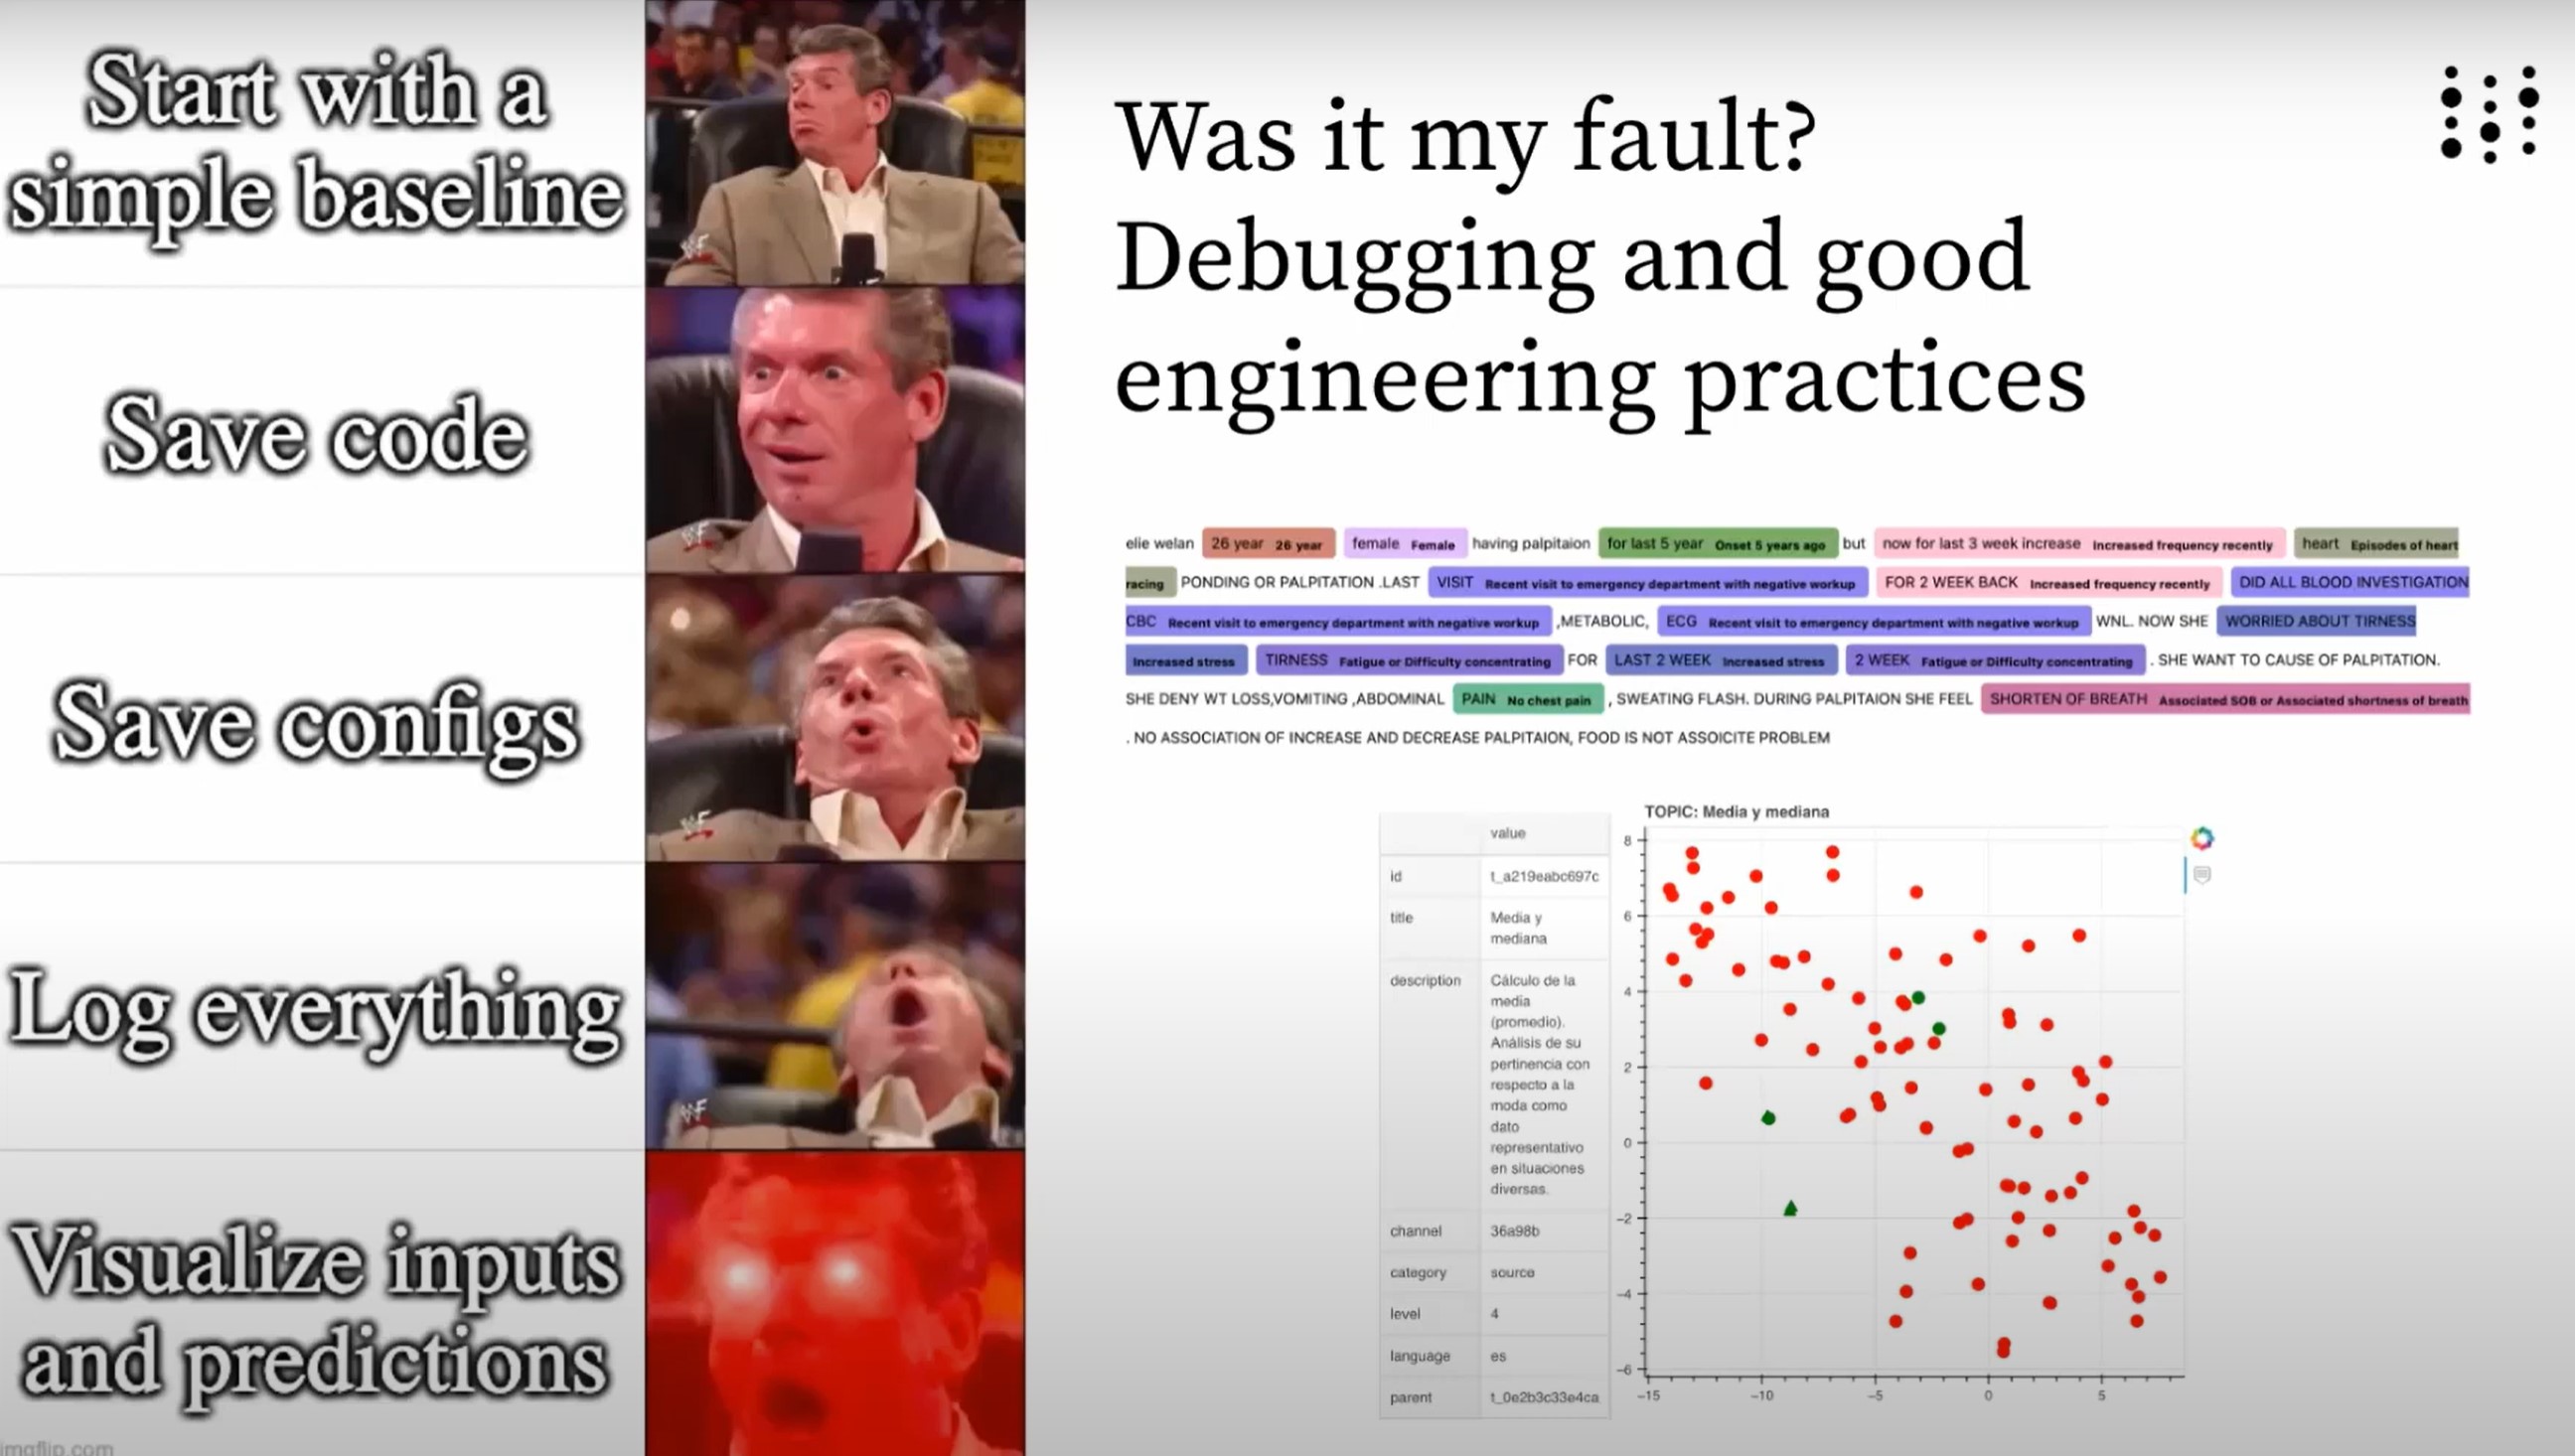 Start with a
simple baseline
Save code
Save configs
Log everything
Visualize inputs
and predictions
imgflip.com
Was it my fault?
Debugging and good
engineering practices
elie welan 26 year 26 year female Female having palpitaion for last 5 year Onset 5 years ago but now for last 3 week increase Increased frequency recently heart Episodes of heart
racing PONDING OR PALPITATION .LAST VISIT Recent visit to emergency department with negative workup FOR 2 WEEK BACK Increased frequency recently DID ALL BLOOD INVESTIGATION
CBC Recent visit to emergency department with negative workup ,METABOLIC, ECG Recent visit to emergency department with negative workup WNL. NOW SHE WORRIED ABOUT TIRNESS
Increased stress TIRNESS Fatigue or Difficulty concentrating FOR LAST 2 WEEK Increased stress 2 WEEK Fatigue or Difficulty concentrating . SHE WANT TO CAUSE OF PALPITATION.
SHE DENY WT LOSS,VOMITING ,ABDOMINAL PAIN No chest pain , SWEATING FLASH. DURING PALPITAION SHE FEEL SHORTEN OF BREATH Associated SOB or Associated shortness of breath
. NO ASSOCIATION OF INCREASE AND DECREASE PALPITAION, FOOD IS NOT ASSOICITE PROBLEM
value
id t_a219eabc697c
title Media y
mediana
description Cálculo de la
media
(promedio).
Análisis de su
pertinencia con
respecto a la
moda como
dato
representativo
en situaciones
diversas.
channel 36a98b
category source
level 4
language es
parent t_0e2b3c33e4ca
TOPIC: Media y mediana
8
6
4
2
0
−2
−4
−6
−15 −10 −5 0 5